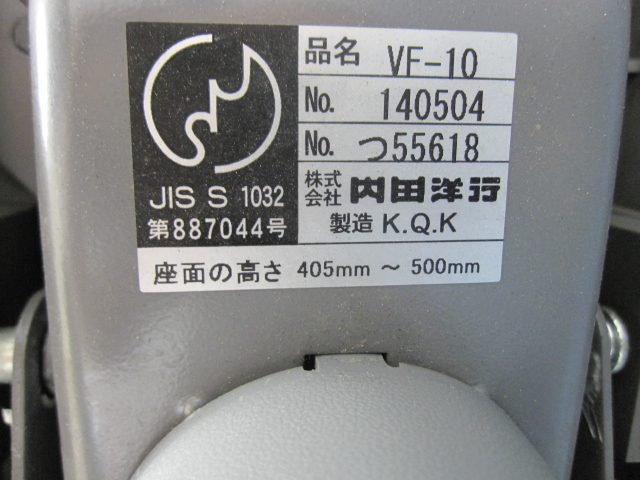 JIS S 1032
第887044号
品名 VF-10
No. 140504
No. つ55618
株式会社 内田洋行
製造 K.Q.K
座面の高さ 405mm ～ 500mm